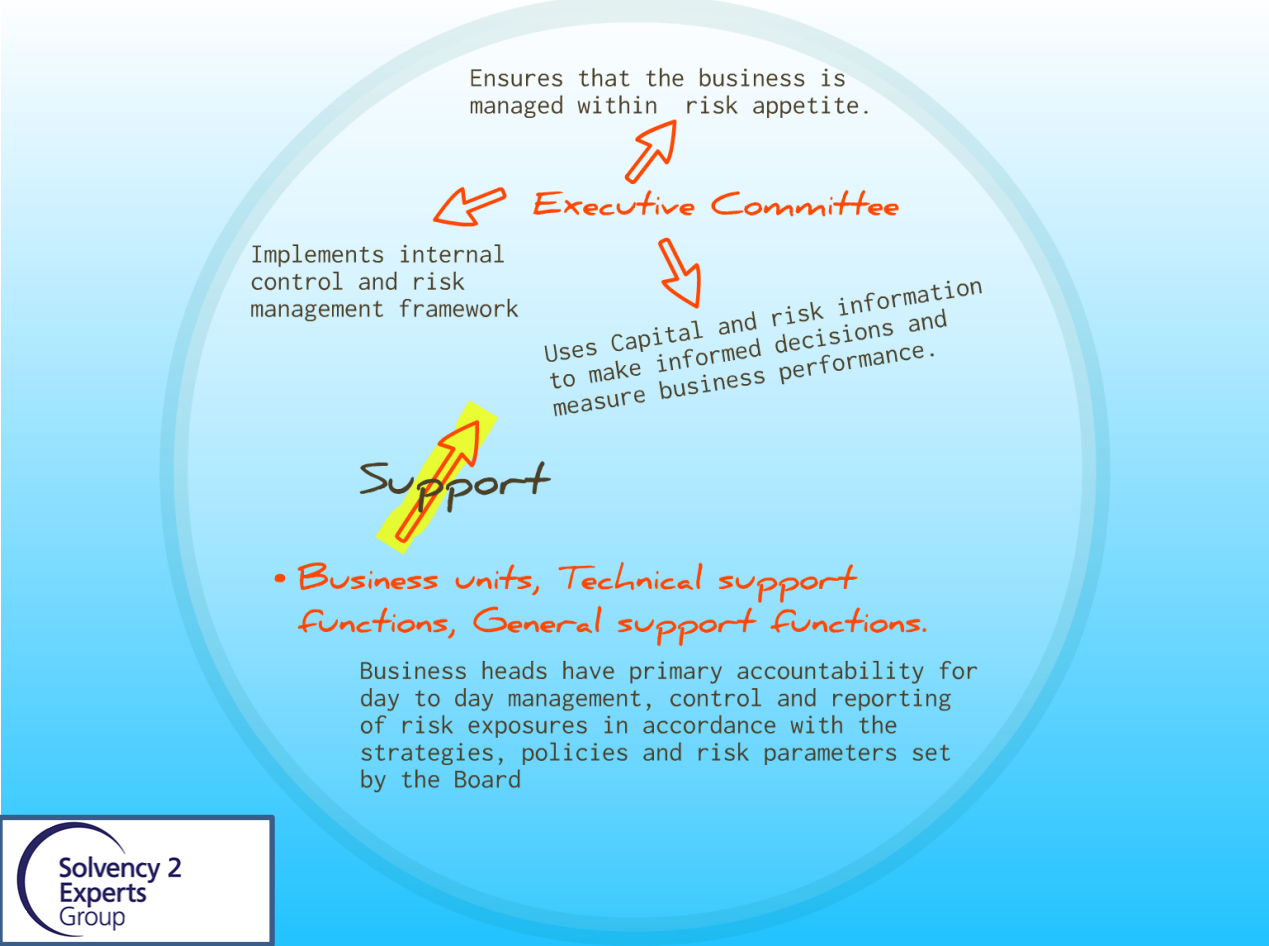 Ensures that the business is
managed within  risk appetite.
Executive Committee
Implements internal
control and risk
management framework
Uses Capital and risk information
to make informed decisions and
measure business performance.
Support
• Business units, Technical support
functions, General support functions.
Business heads have primary accountability for
day to day management, control and reporting
of risk exposures in accordance with the
strategies, policies and risk parameters set
by the Board
Solvency 2
Experts
Group